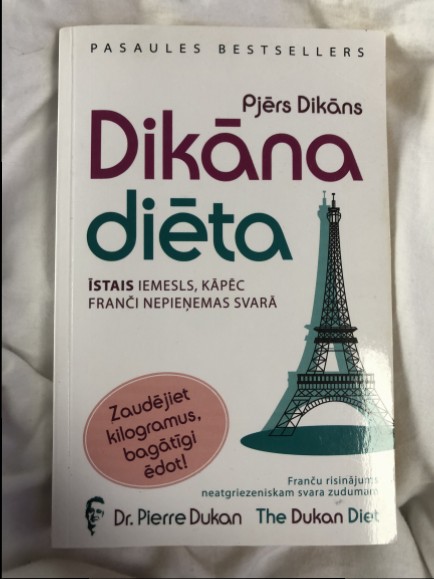 PASAULES BESTSELLERS
Pjērs Dikāns
Dikāna
diēta
ĪSTAIS IEMESLS, KĀPĒC
FRANČI NEPIEŅEMAS SVARĀ
Zaudējiet
kilogramus,
bagātīgi
ēdot!
Franču risinājums
neatgriezeniskam svara zudumam
Dr. Pierre Dukan The Dukan Diet